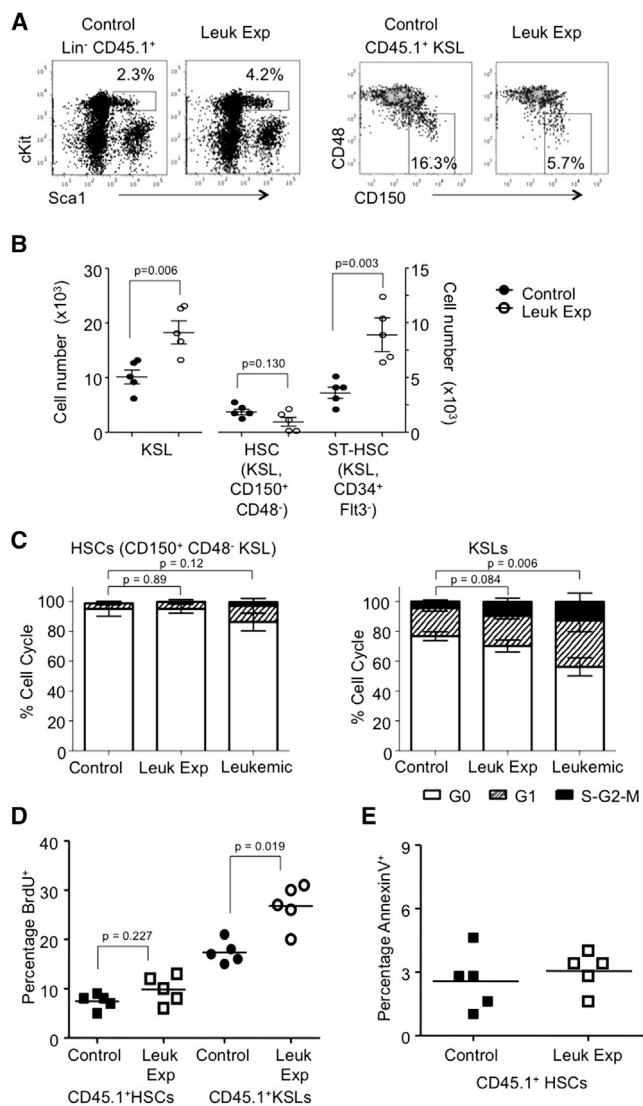 A
Control
Lin⁻ CD45.1⁺
Leuk Exp
Control
CD45.1⁺ KSL
Leuk Exp
2.3%
4.2%
cKit
Sca1
16.3%
5.7%
CD48
CD150
B
30
20
10
0
Cell number (x10³)
p=0.006
p=0.130
p=0.003
15
10
5
0
Cell number (x10³)
Control
Leuk Exp
KSL
HSC
(KSL,
CD150⁺
CD48⁻)
ST-HSC
(KSL,
CD34⁺
Flt3⁻)
C
HSCs (CD150⁺ CD48⁻ KSL)
p = 0.12
p = 0.89
100
80
60
40
20
0
% Cell Cycle
Control
Leuk Exp
Leukemic
KSLs
p = 0.006
p = 0.084
100
80
60
40
20
0
% Cell Cycle
Control
Leuk Exp
Leukemic
G0
G1
S-G2-M
D
40
30
20
10
0
Percentage BrdU⁺
p = 0.227
p = 0.019
Control
Leuk
Exp
Control
Leuk
Exp
CD45.1⁺HSCs
CD45.1⁺KSLs
E
9
6
3
0
Percentage AnnexinV⁺
Control
Leuk Exp
CD45.1⁺ HSCs